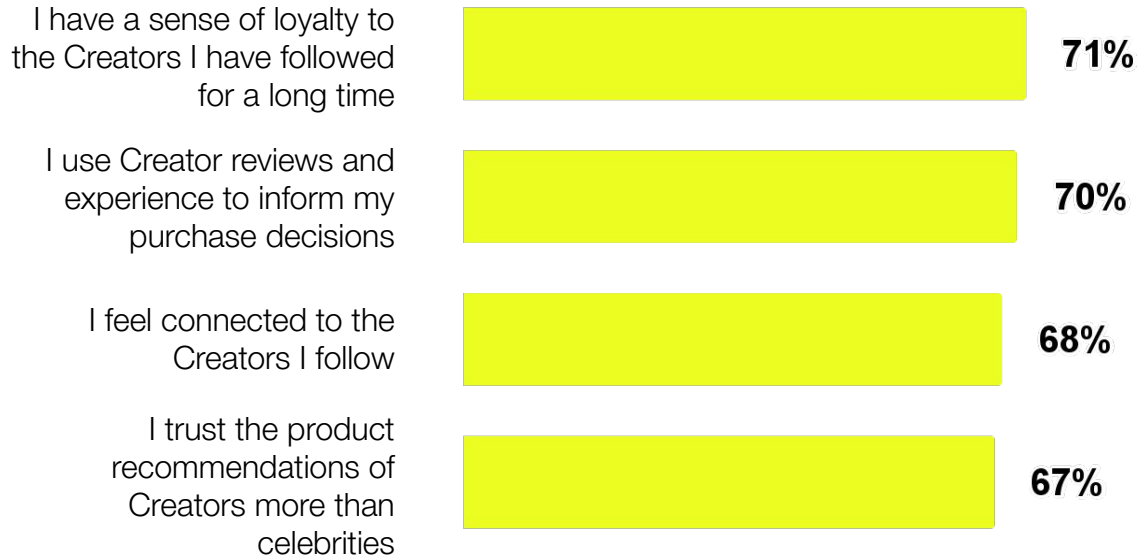 I have a sense of loyalty to
the Creators I have followed
for a long time
71%
I use Creator reviews and
experience to inform my
purchase decisions
70%
I feel connected to the
Creators I follow
68%
I trust the product
recommendations of
Creators more than
celebrities
67%